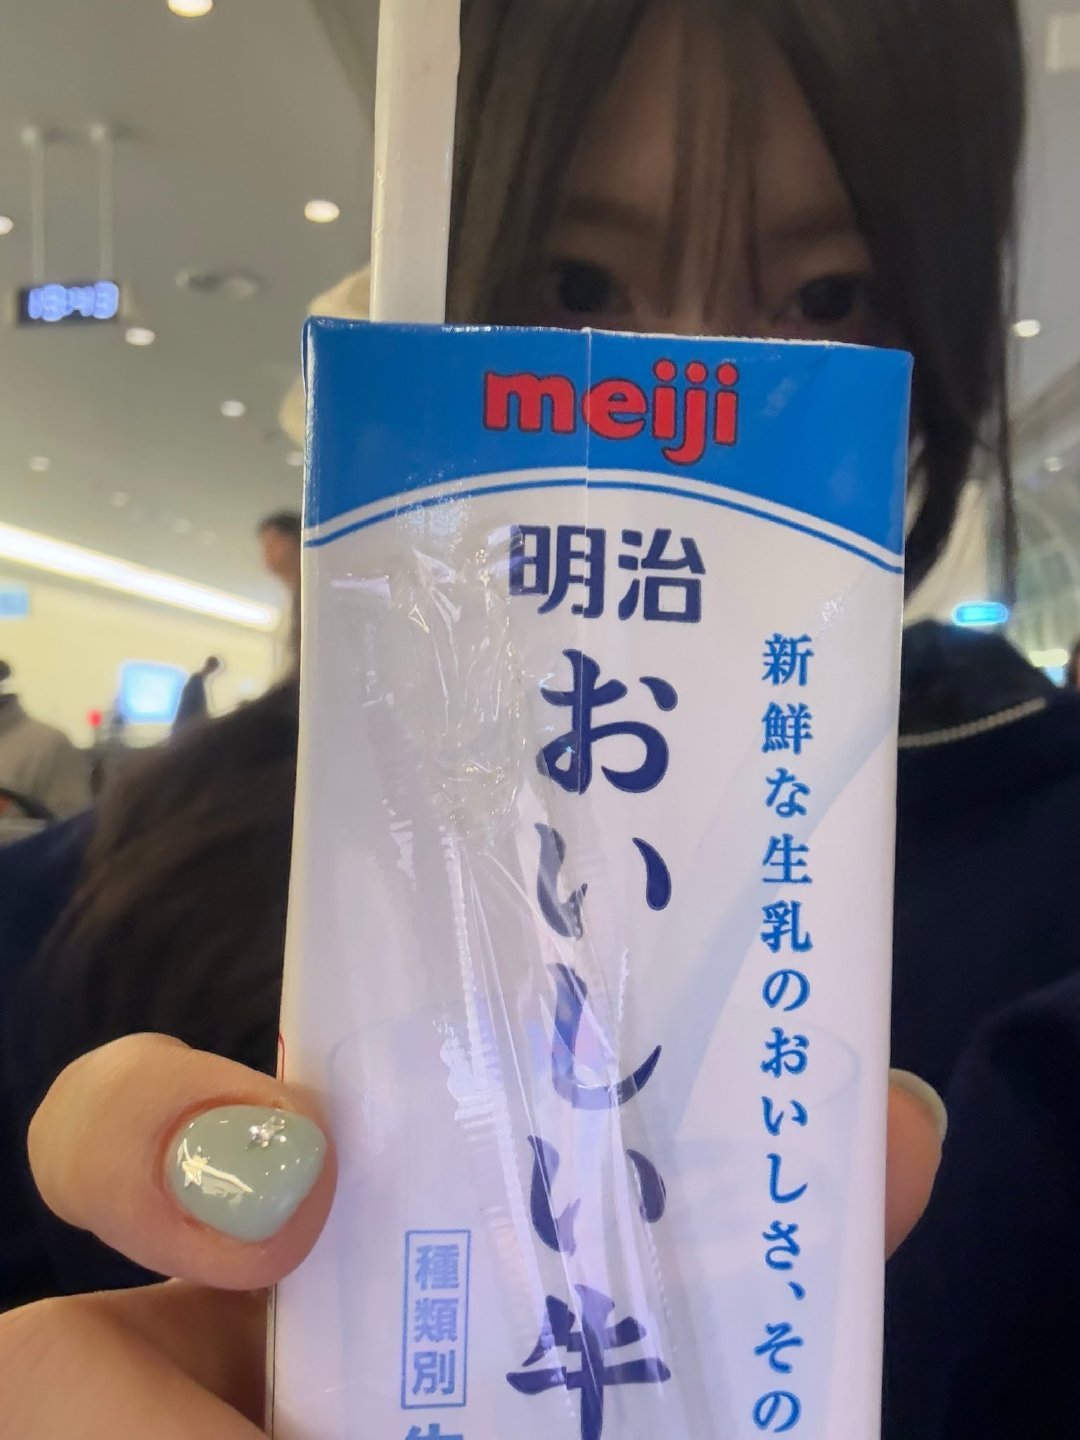 meiji
明治
おいしい牛
新鮮な生乳のおいしさ、その
種類別